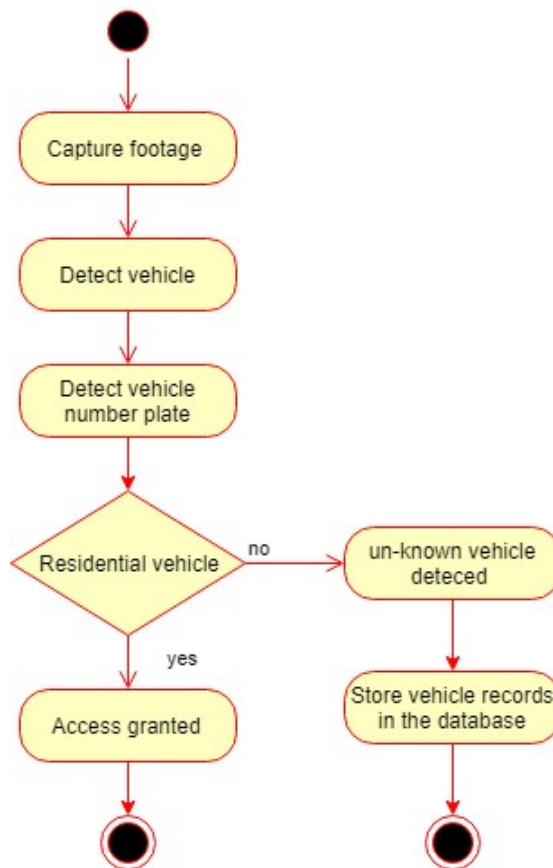 Capture footage
Detect vehicle
Detect vehicle
number plate
Residential vehicle
no
un-known vehicle
deteced
yes
Access granted
Store vehicle records
in the database